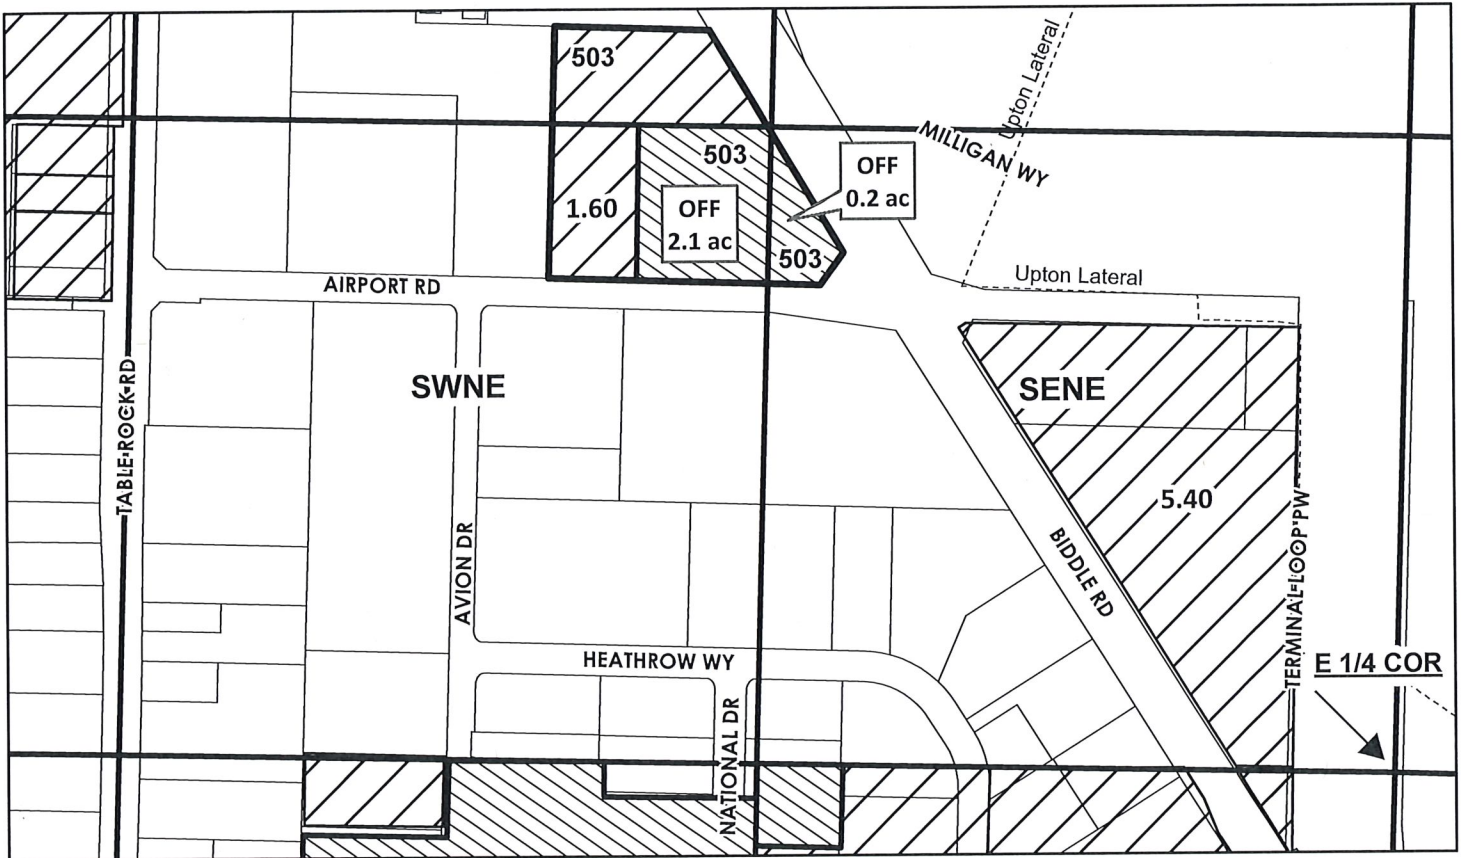 503
Upton Lateral
MILLIGAN WY
503
OFF
0.2 ac
1.60
OFF
2.1 ac
503
AIRPORT RD
Upton Lateral
TABLE ROCK RD
SWNE
SENE
5.40
AVION DR
BIDDLE RD
TERMINAL LOOP PW
HEATHROW WY
E 1/4 COR
NATIONAL DR